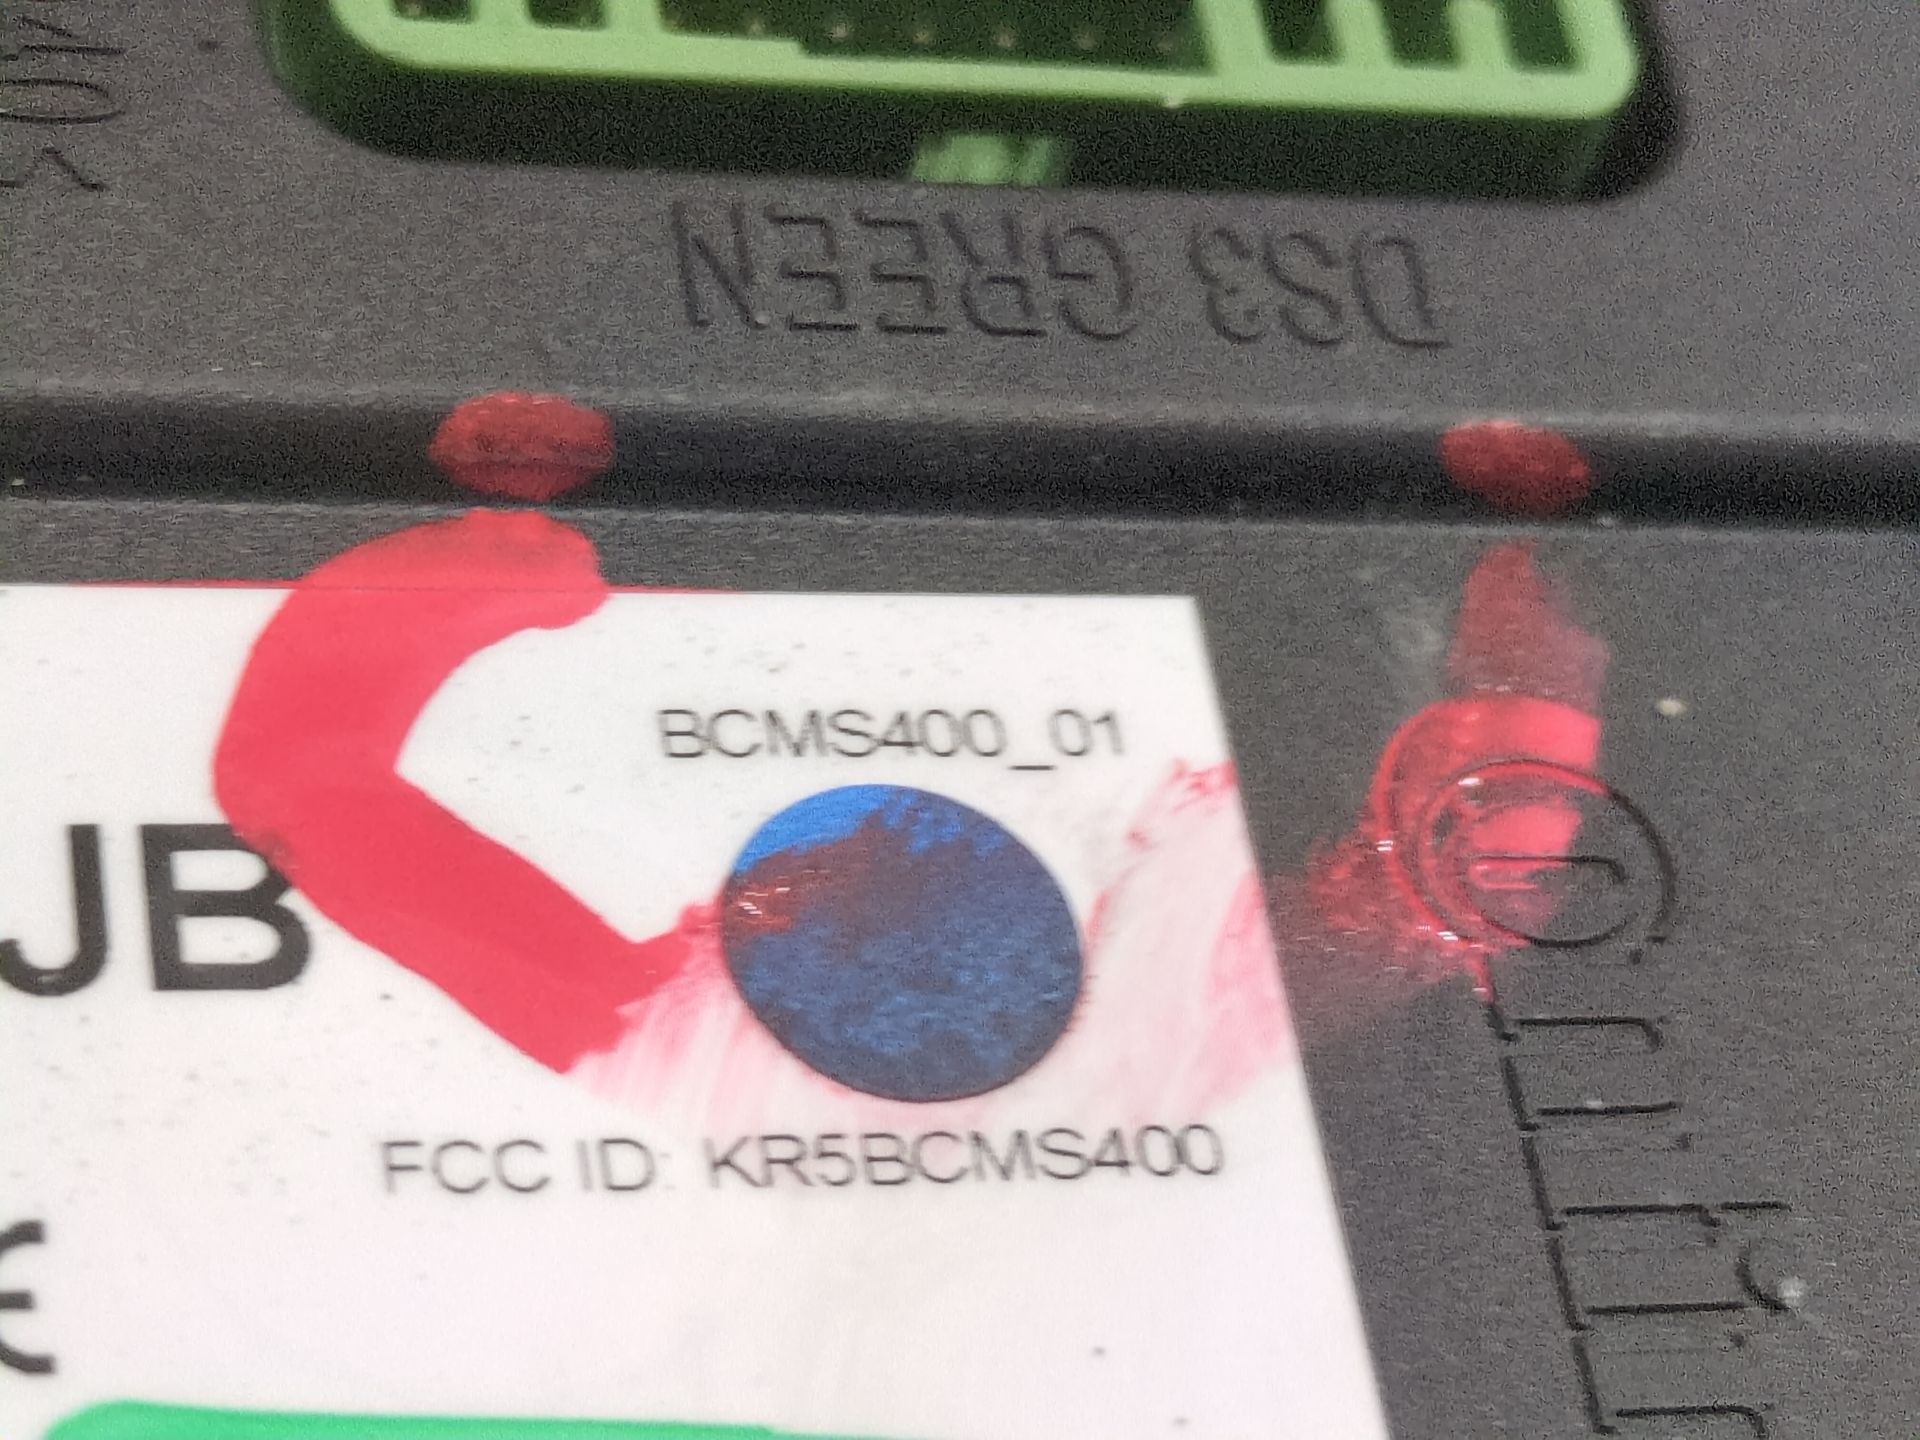 DS3 GREEN
BCMS400_01
JB
FCC ID: KR5BCMS400